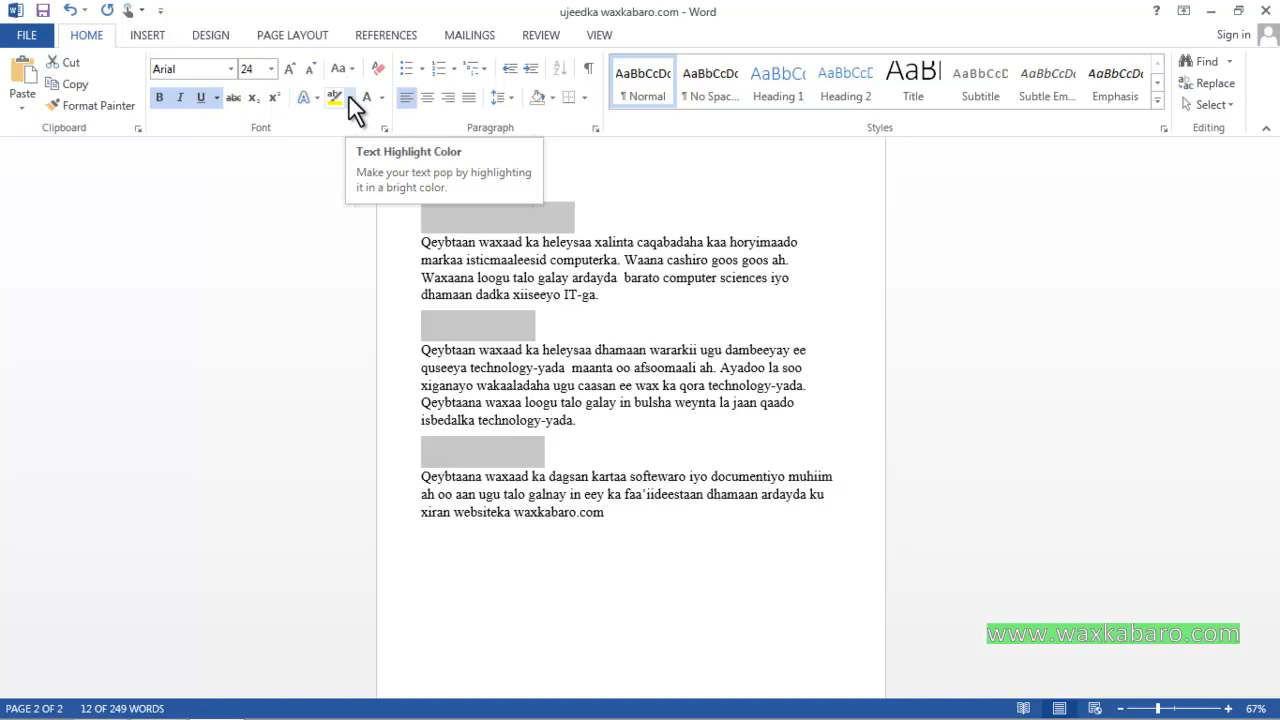 ujeedka waxkabaro.com - Word
FILE HOME INSERT DESIGN PAGE LAYOUT REFERENCES MAILINGS REVIEW VIEW Sign in
Cut
Copy
Format Painter
Paste
Clipboard
Arial 24
Font
Paragraph
AaBbCcDc AaBbCcDc AaBbCc AaBbCc AaBl AaBbCcDc AaBbCcDc AaBbCcDc
¶ Normal ¶ No Spac... Heading 1 Heading 2 Title Subtitle Subtle Em... Emphasis
Styles
Find
Replace
Select
Editing
Text Highlight Color
Make your text pop by highlighting
it in a bright color.
Qeybtaan waxaad ka heleysaa xalinta caqabadaha kaa horyimaado
markaa isticmaaleesid computerka. Waana cashiro goos goos ah.
Waxaana loogu talo galay ardayda barato computer sciences iyo
dhamaan dadka xiiseeyo IT-ga.
Qeybtaan waxaad ka heleysaa dhamaan wararkii ugu dambeeyay ee
quseeya technology-yada maanta oo afsoomaali ah. Ayadoo la soo
xiganayo wakaaladaha ugu caasan ee wax ka qora technology-yada.
Qeybtaana waxaa loogu talo galay in bulsha weynta la jaan qaado
isbedalka technology-yada.
Qeybtaana waxaad ka dagsan kartaa softewaro iyo documentiyo muhiim
ah oo aan ugu talo galnay in eey ka faa'iideestaan dhamaan ardayda ku
xiran websiteka waxkabaro.com
www.waxkabaro.com
PAGE 2 OF 2 12 OF 249 WORDS 67%